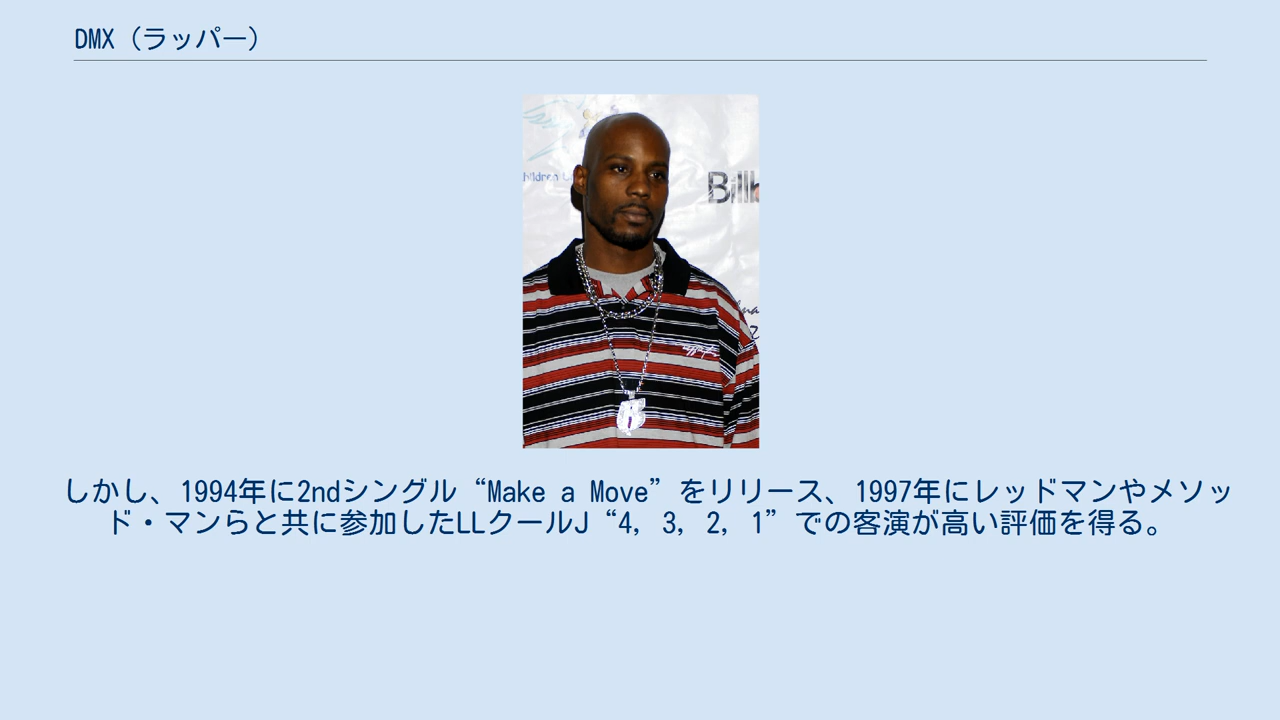 DMX（ラッパー）
hildren U
Billb
しかし、1994年に2ndシングル“Make a Move”をリリース、1997年にレッドマンやメソッ
ド・マンらと共に参加したLLクールJ“4, 3, 2, 1”での客演が高い評価を得る。